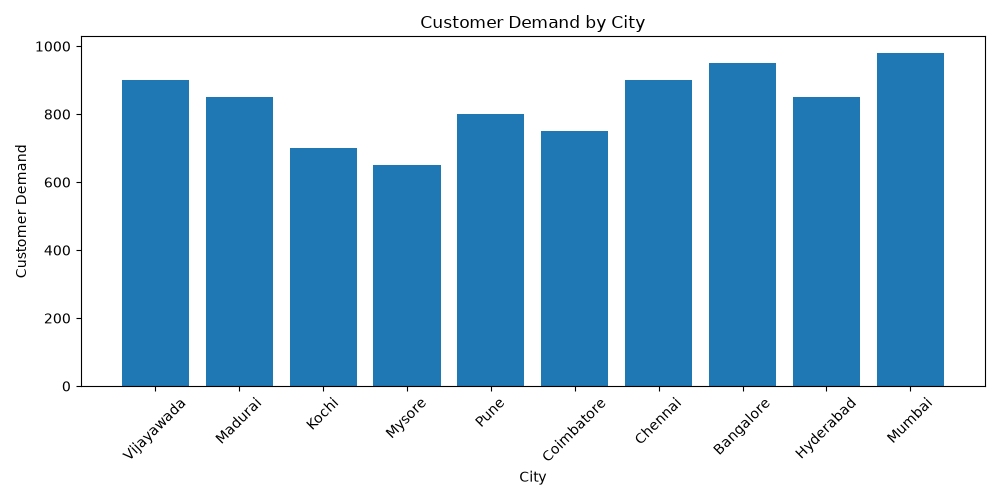 Customer Demand by City
Customer Demand
1000
800
600
400
200
0
Vijayawada
Madurai
Kochi
Mysore
Pune
Coimbatore
Chennai
Bangalore
Hyderabad
Mumbai
City